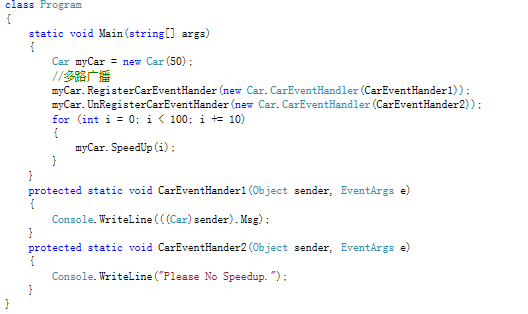 class Program
{
    static void Main(string[] args)
    {
        Car myCar = new Car(50);
        //多路广播
        myCar.RegisterCarEventHander(new Car.CarEventHandler(CarEventHander1));
        myCar.UnRegisterCarEventHander(new Car.CarEventHandler(CarEventHander2));
        for (int i = 0; i < 100; i += 10)
        {
            myCar.SpeedUp(i);
        }
    }
    protected static void CarEventHander1(Object sender, EventArgs e)
    {
        Console.WriteLine(((Car)sender).Msg);
    }
    protected static void CarEventHander2(Object sender, EventArgs e)
    {
        Console.WriteLine("Please No Speedup.");
    }
}